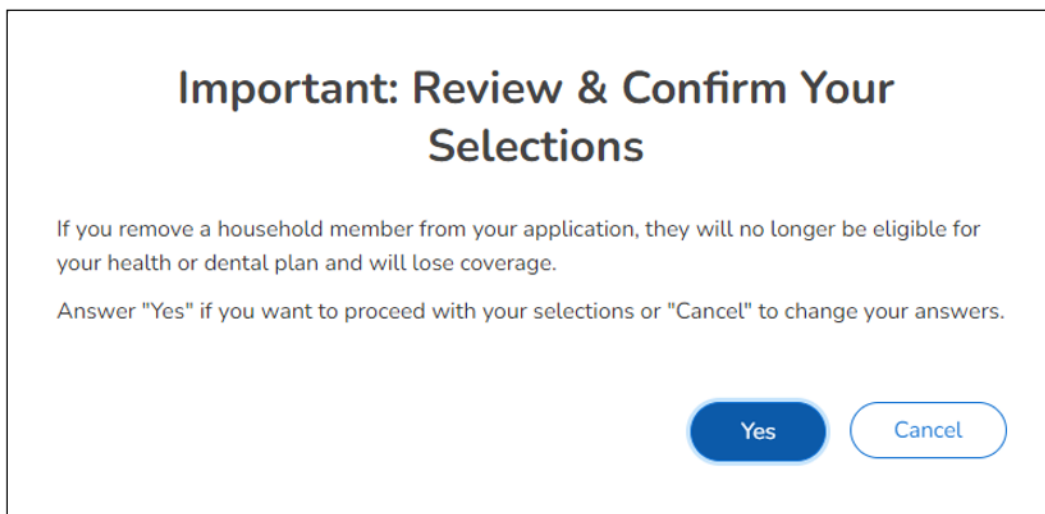 Important: Review & Confirm Your
Selections
If you remove a household member from your application, they will no longer be eligible for
your health or dental plan and will lose coverage.
Answer "Yes" if you want to proceed with your selections or "Cancel" to change your answers.
Yes
Cancel